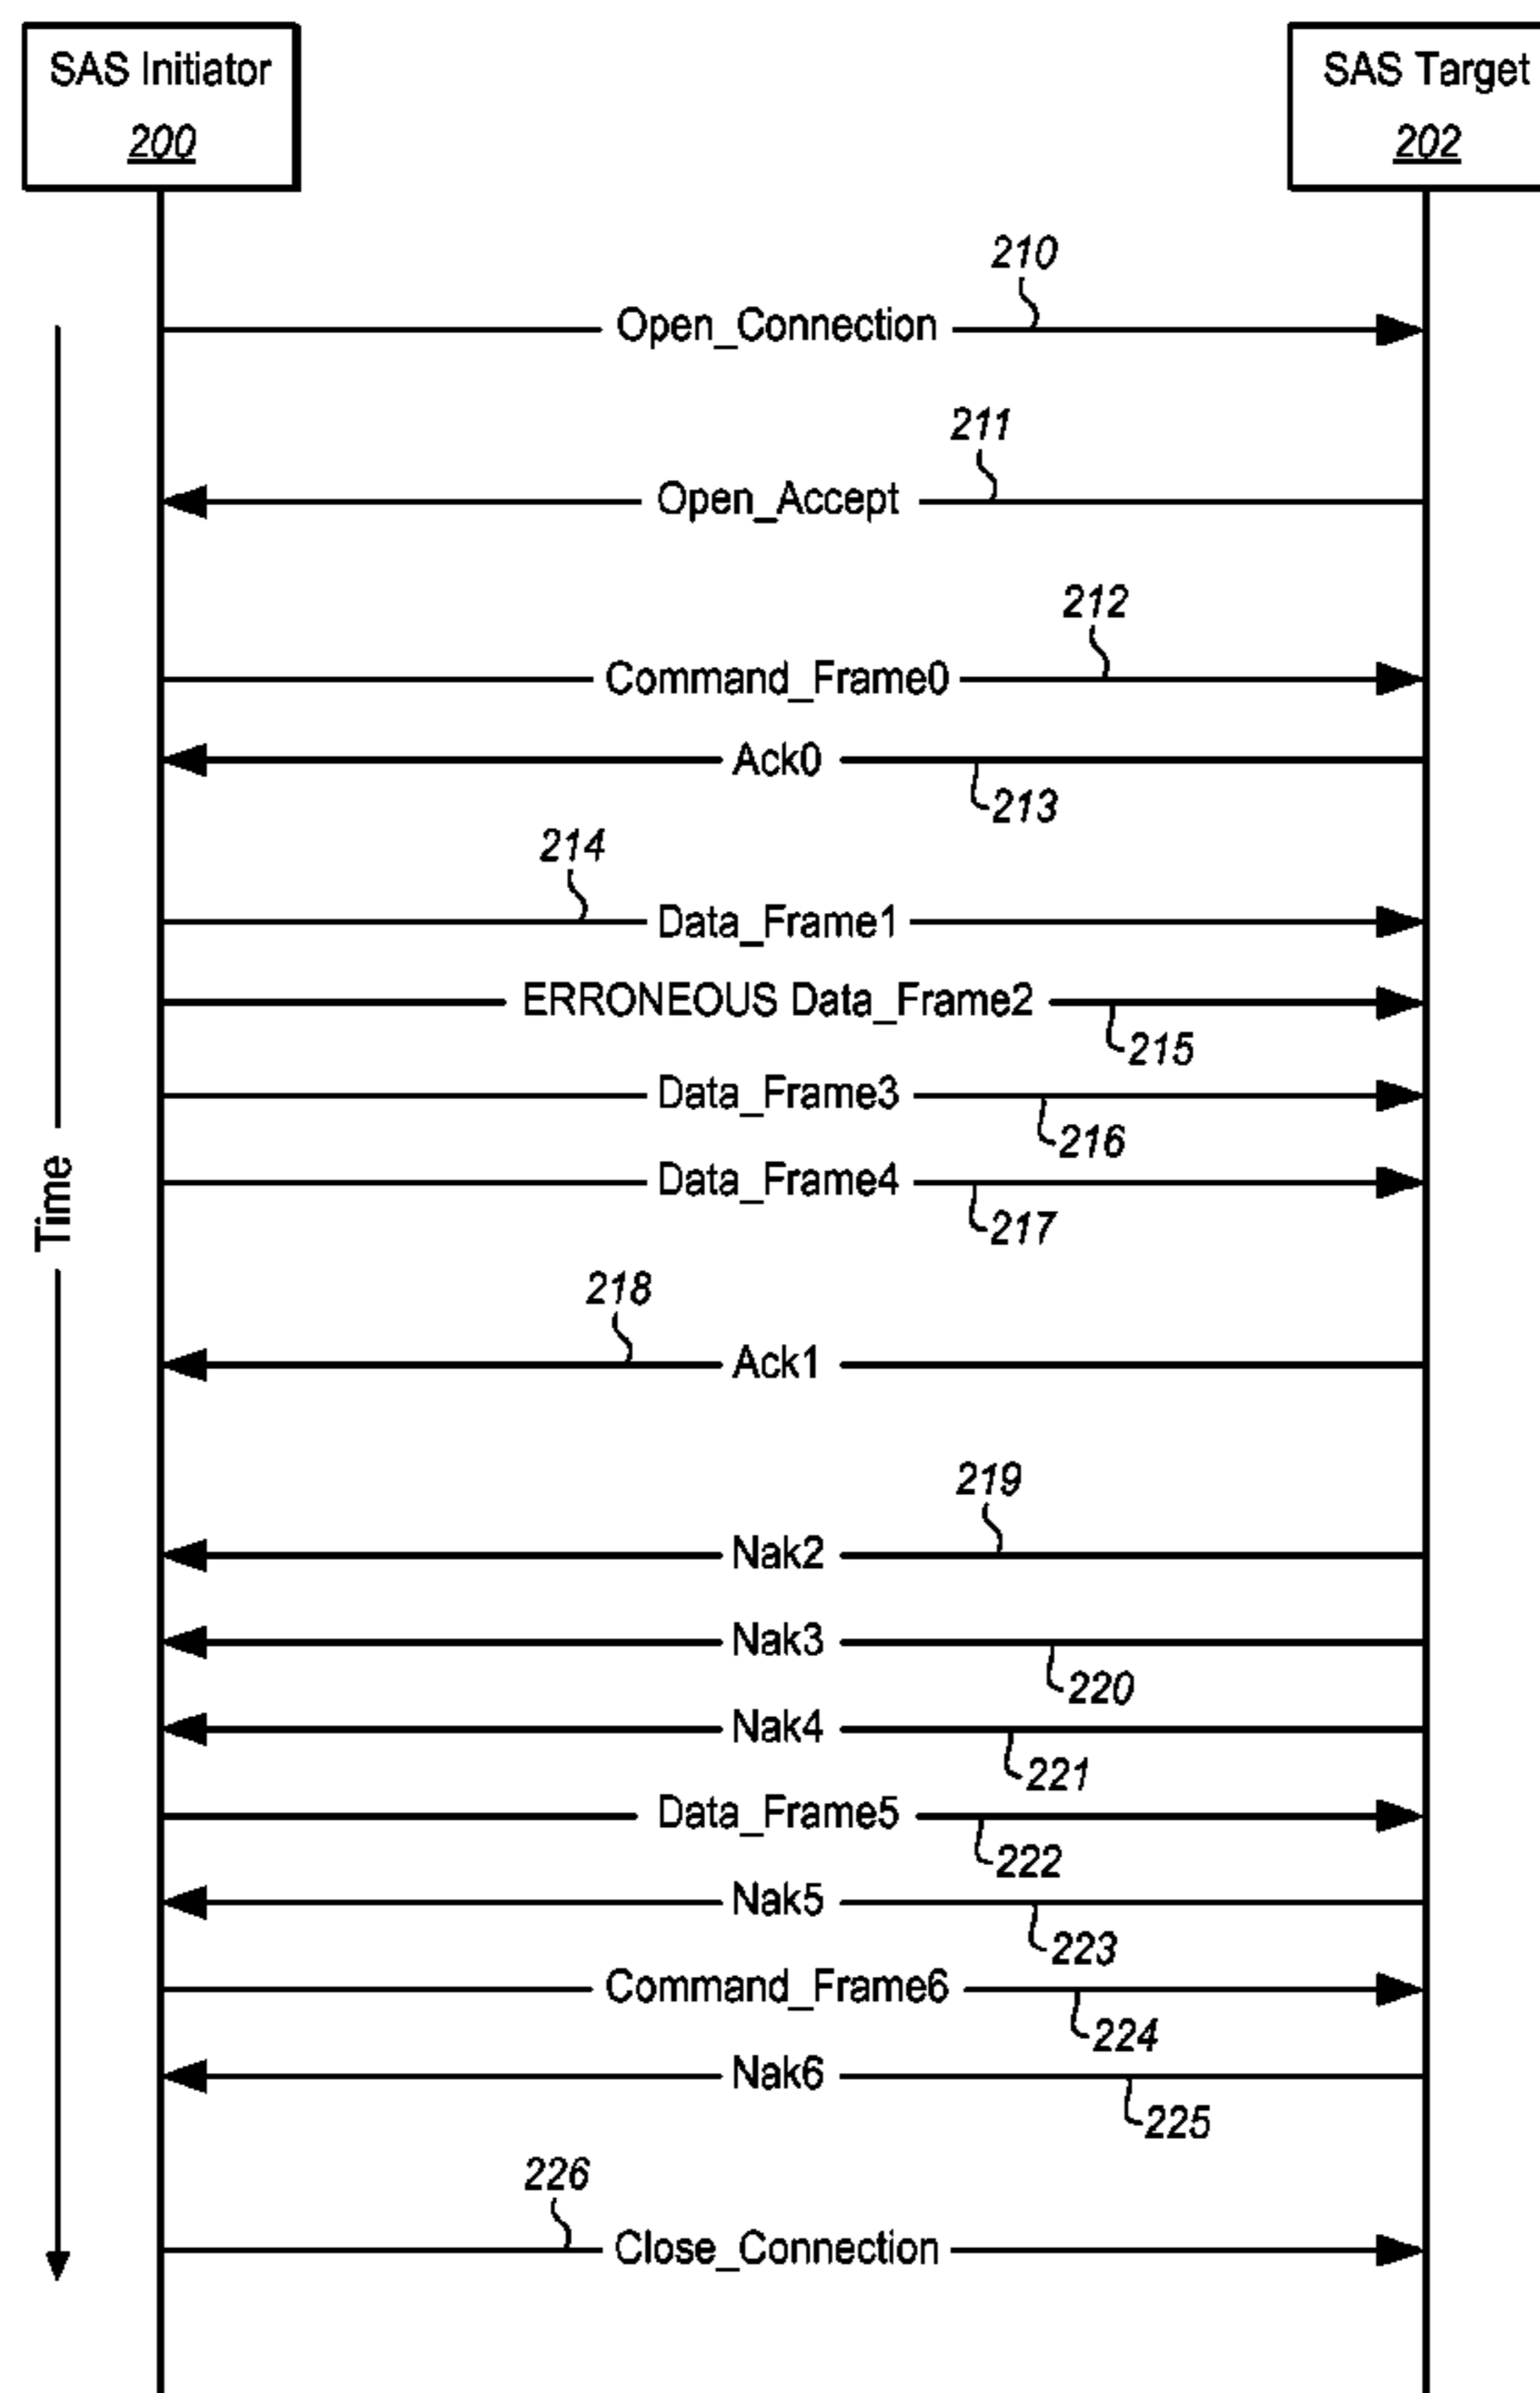 SAS Initiator
200
SAS Target
202
210
Open_Connection
211
Open_Accept
212
Command_Frame0
Ack0
213
214
Data_Frame1
ERRONEOUS Data_Frame2
215
Data_Frame3
216
Data_Frame4
217
Time
218
Ack1
219
Nak2
Nak3
220
Nak4
221
Data_Frame5
222
Nak5
223
Command_Frame6
224
Nak6
225
226
Close_Connection